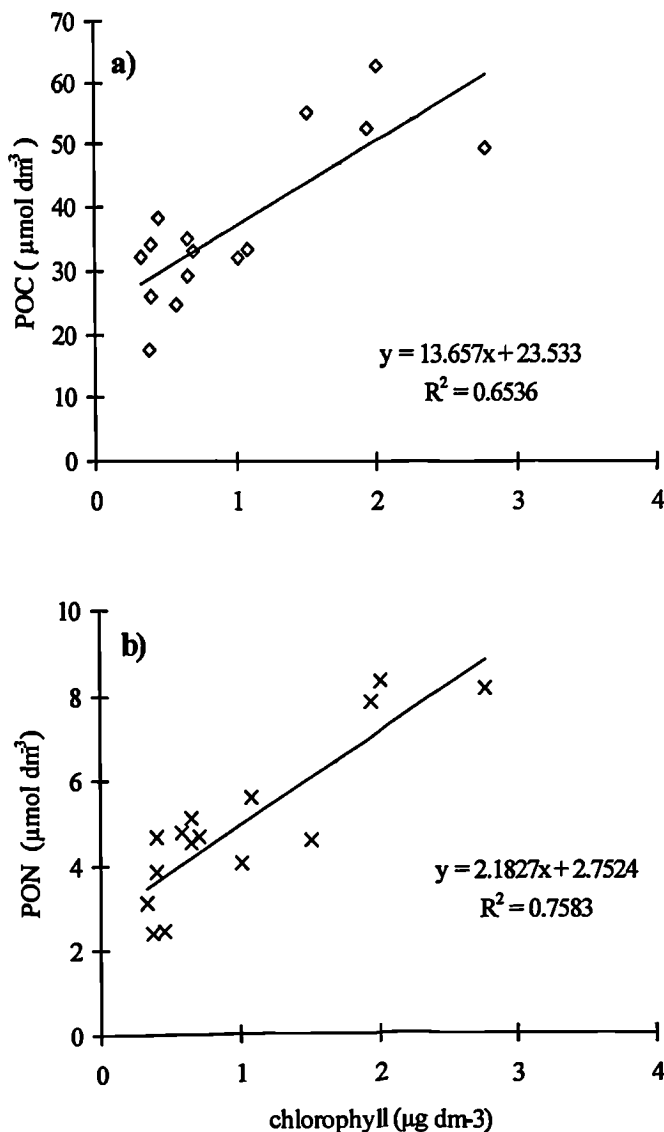 70
a)
60
50
40
30
20
10
0
POC ( µmol dm⁻³ )
y = 13.657x + 23.533
R² = 0.6536
0 1 2 3 4
10
b)
8
6
4
2
0
PON (µmol dm⁻³)
y = 2.1827x + 2.7524
R² = 0.7583
0 1 2 3 4
chlorophyll (µg dm-3)